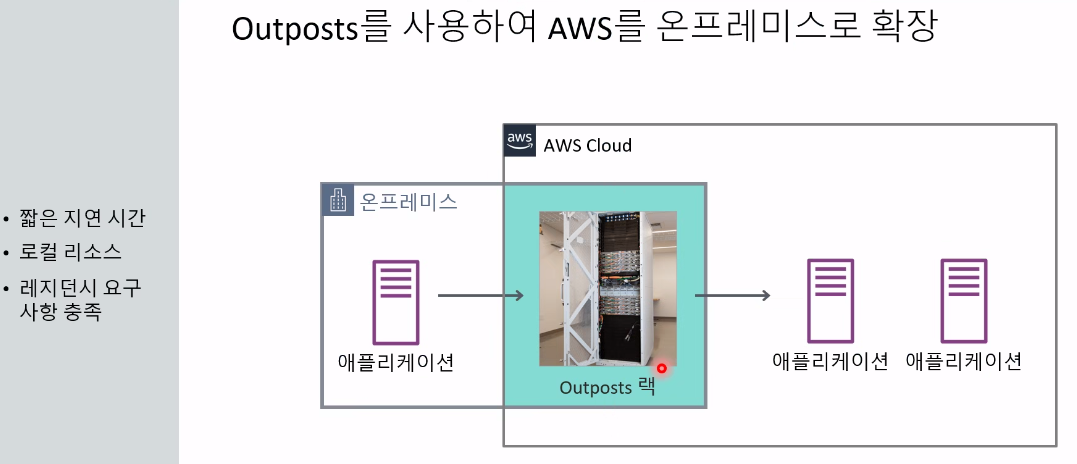 Outposts를 사용하여 AWS를 온프레미스로 확장
• 짧은 지연 시간
• 로컬 리소스
• 레지던시 요구
사항 충족
aws
AWS Cloud
온프레미스
애플리케이션
Outposts 랙
애플리케이션
애플리케이션